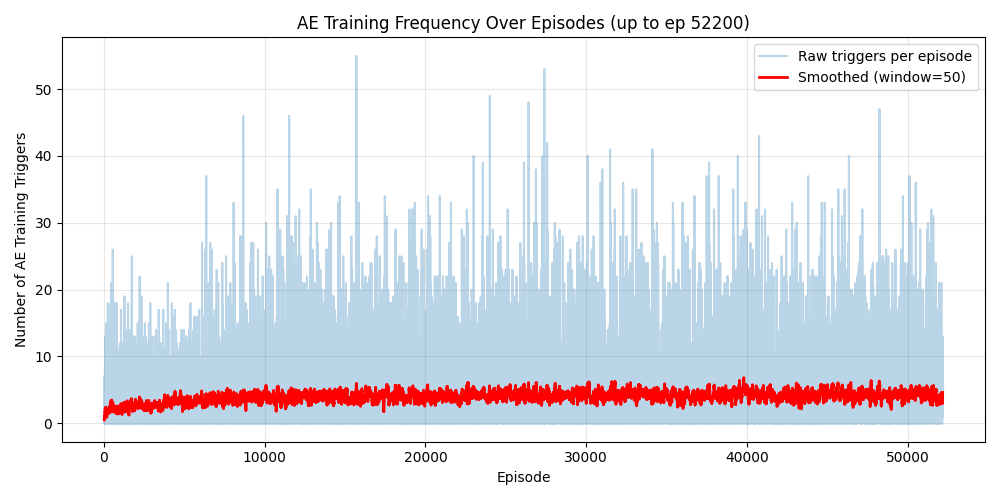 AE Training Frequency Over Episodes (up to ep 52200)
Raw triggers per episode
Smoothed (window=50)
Number of AE Training Triggers
50
40
30
20
10
0
0 10000 20000 30000 40000 50000
Episode